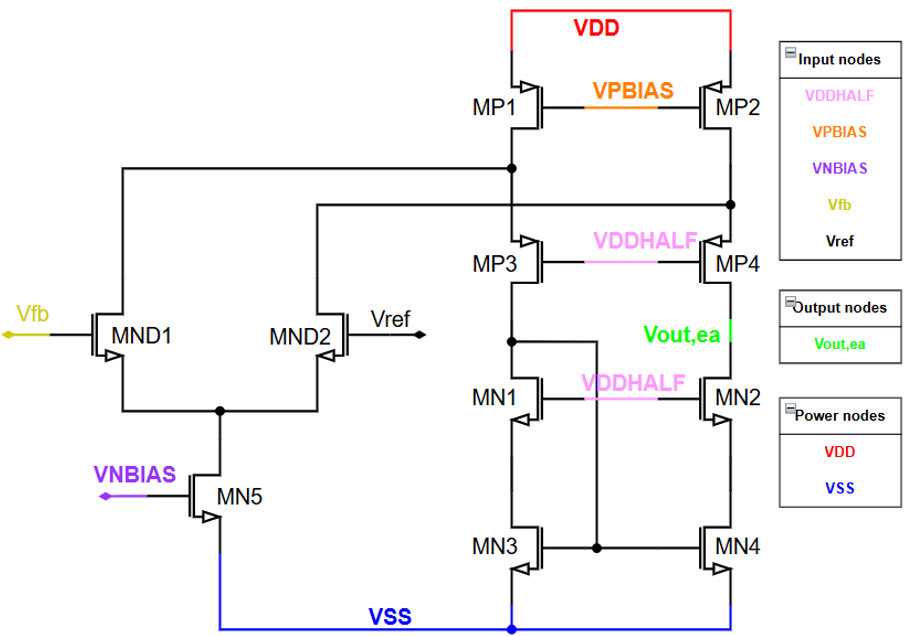 VDD
MP1
VPBIAS
MP2
MP3
VDDHALF
MP4
Vfb
MND1
MND2
Vref
Vout,ea
MN1
VDDHALF
MN2
VNBIAS
MN5
MN3
MN4
VSS
Input nodes
VDDHALF
VPBIAS
VNBIAS
Vfb
Vref
Output nodes
Vout,ea
Power nodes
VDD
VSS